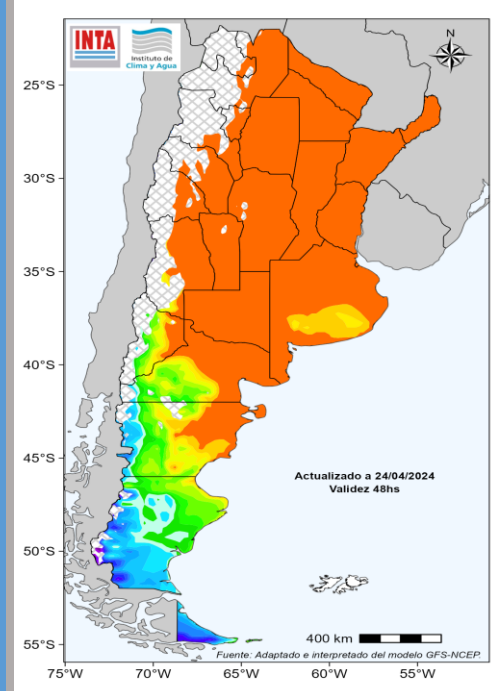 INTA
Instituto de
Clima y Agua
N
25°S
30°S
35°S
40°S
45°S
50°S
55°S
Actualizado a 24/04/2024
Validez 48hs
400 km
Fuente: Adaptado e interpretado del modelo GFS-NCEP.
75°W
70°W
65°W
60°W
55°W